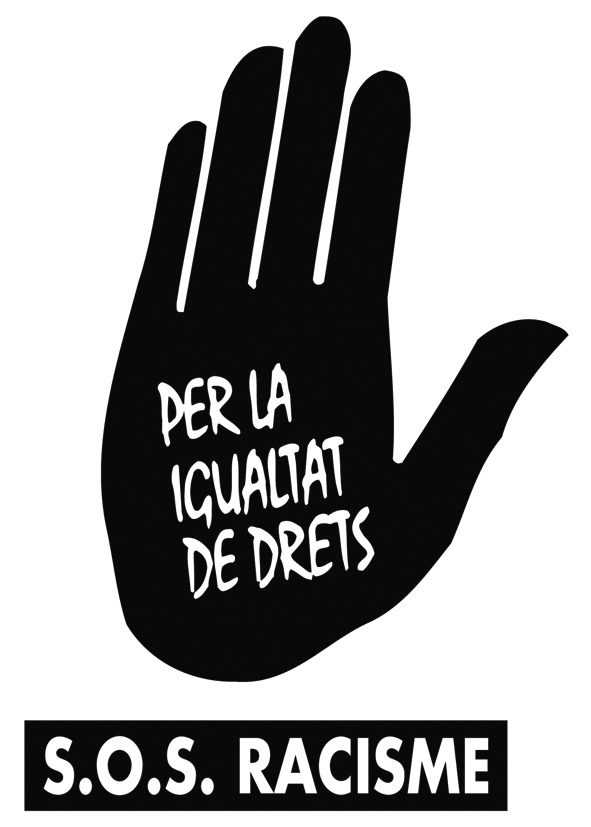 PER LA
IGUALTAT
DE DRETS
S.O.S. RACISME